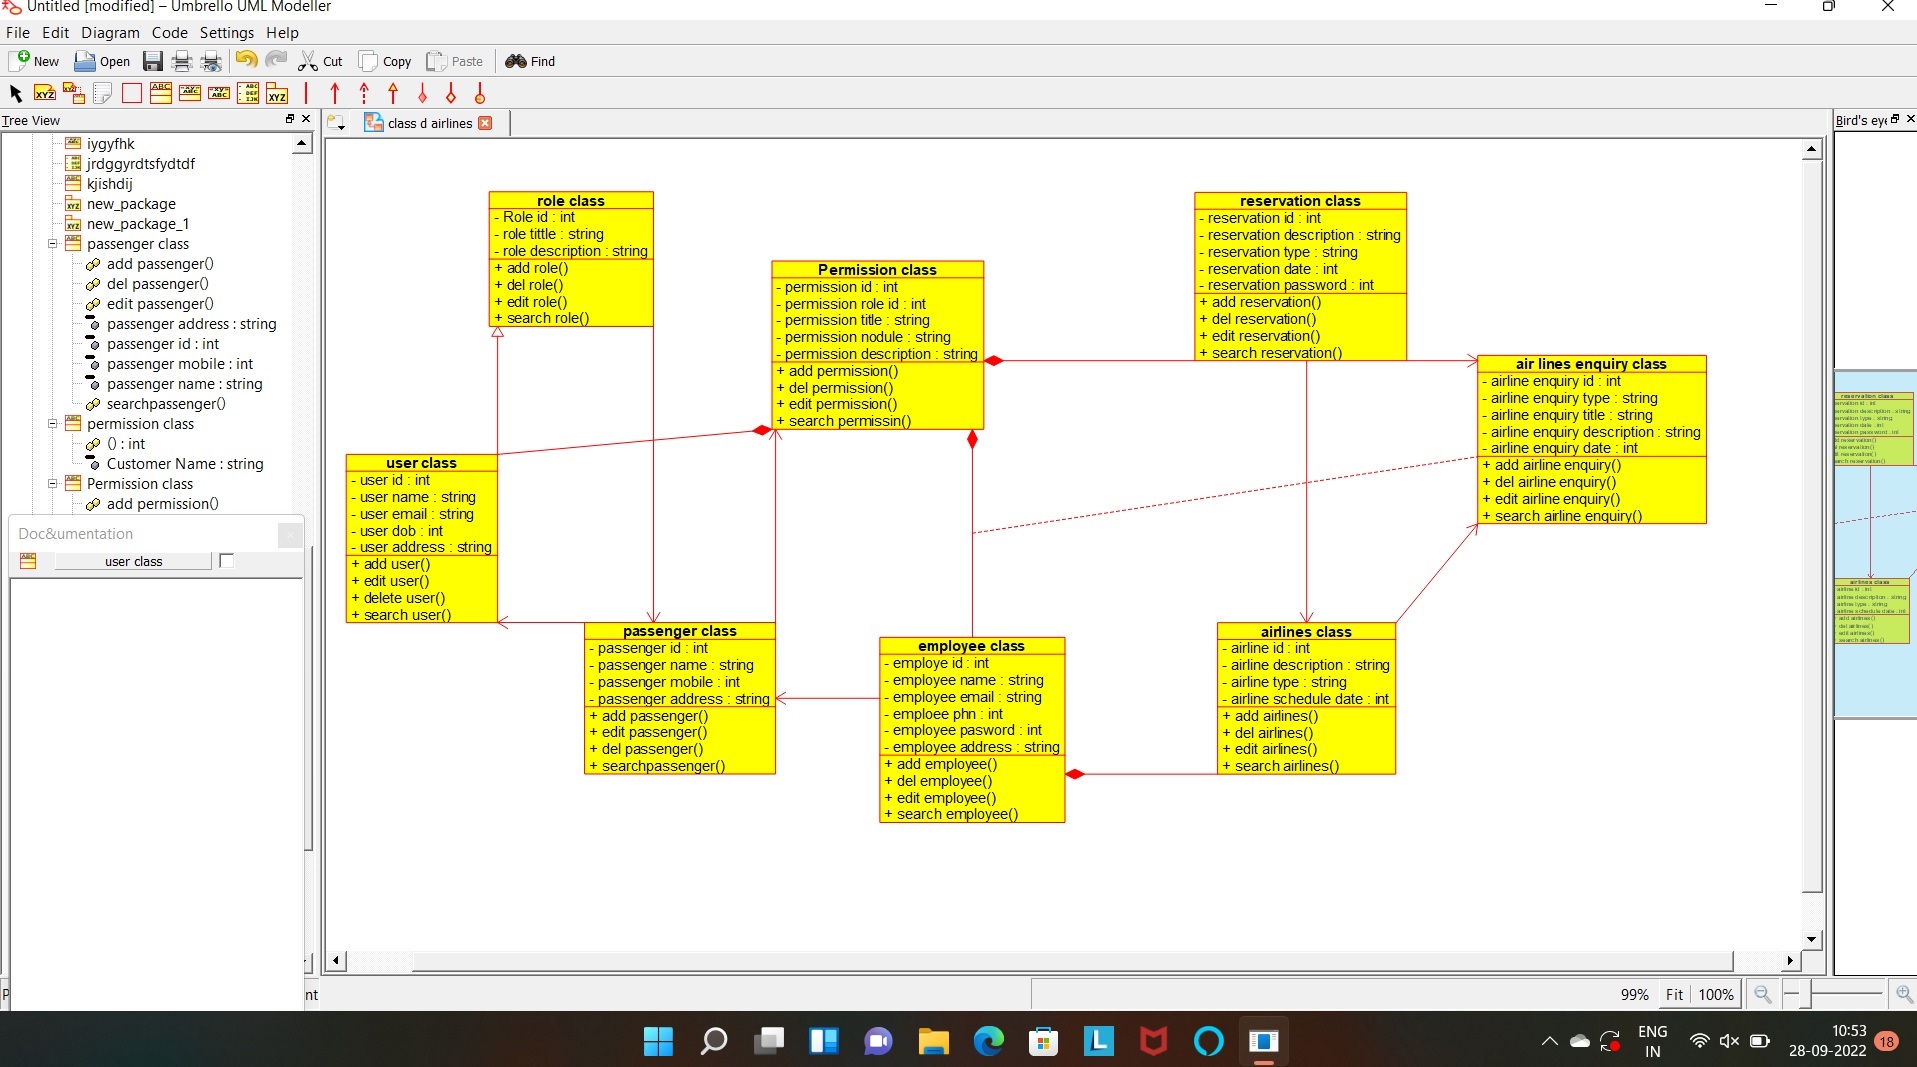 Untitled [modified] – Umbrello UML Modeller
File Edit Diagram Code Settings Help
New Open Cut Copy Paste Find
Tree View
class d airlines
Bird's eye
iygyfhk
jrdggyrdtsfydtdf
kjishdij
new_package
new_package_1
passenger class
add passenger()
del passenger()
edit passenger()
passenger address : string
passenger id : int
passenger mobile : int
passenger name : string
searchpassenger()
permission class
() : int
Customer Name : string
Permission class
add permission()
Doc&umentation
user class
role class
- Role id : int
- role tittle : string
- role description : string
+ add role()
+ del role()
+ edit role()
+ search role()
Permission class
- permission id : int
- permission role id : int
- permission title : string
- permission nodule : string
- permission description : string
+ add permission()
+ del permission()
+ edit permission()
+ search permissin()
reservation class
- reservation id : int
- reservation description : string
- reservation type : string
- reservation date : int
- reservation password : int
+ add reservation()
+ del reservation()
+ edit reservation()
+ search reservation()
air lines enquiry class
- airline enquiry id : int
- airline enquiry type : string
- airline enquiry title : string
- airline enquiry description : string
- airline enquiry date : int
+ add airline enquiry()
+ del airline enquiry()
+ edit airline enquiry()
+ search airline enquiry()
user class
- user id : int
- user name : string
- user email : string
- user dob : int
- user address : string
+ add user()
+ edit user()
+ delete user()
+ search user()
passenger class
- passenger id : int
- passenger name : string
- passenger mobile : int
- passenger address : string
+ add passenger()
+ edit passenger()
+ del passenger()
+ searchpassenger()
employee class
- employe id : int
- employee name : string
- employee email : string
- emploee phn : int
- employee pasword : int
- employee address : string
+ add employee()
+ del employee()
+ edit employee()
+ search employee()
airlines class
- airline id : int
- airline description : string
- airline type : string
- airline schedule date : int
+ add airlines()
+ del airlines()
+ edit airlines()
+ search airlines()
reservation class
airlines class
P
nt
99% Fit 100%
ENG
IN
10:53
28-09-2022
18